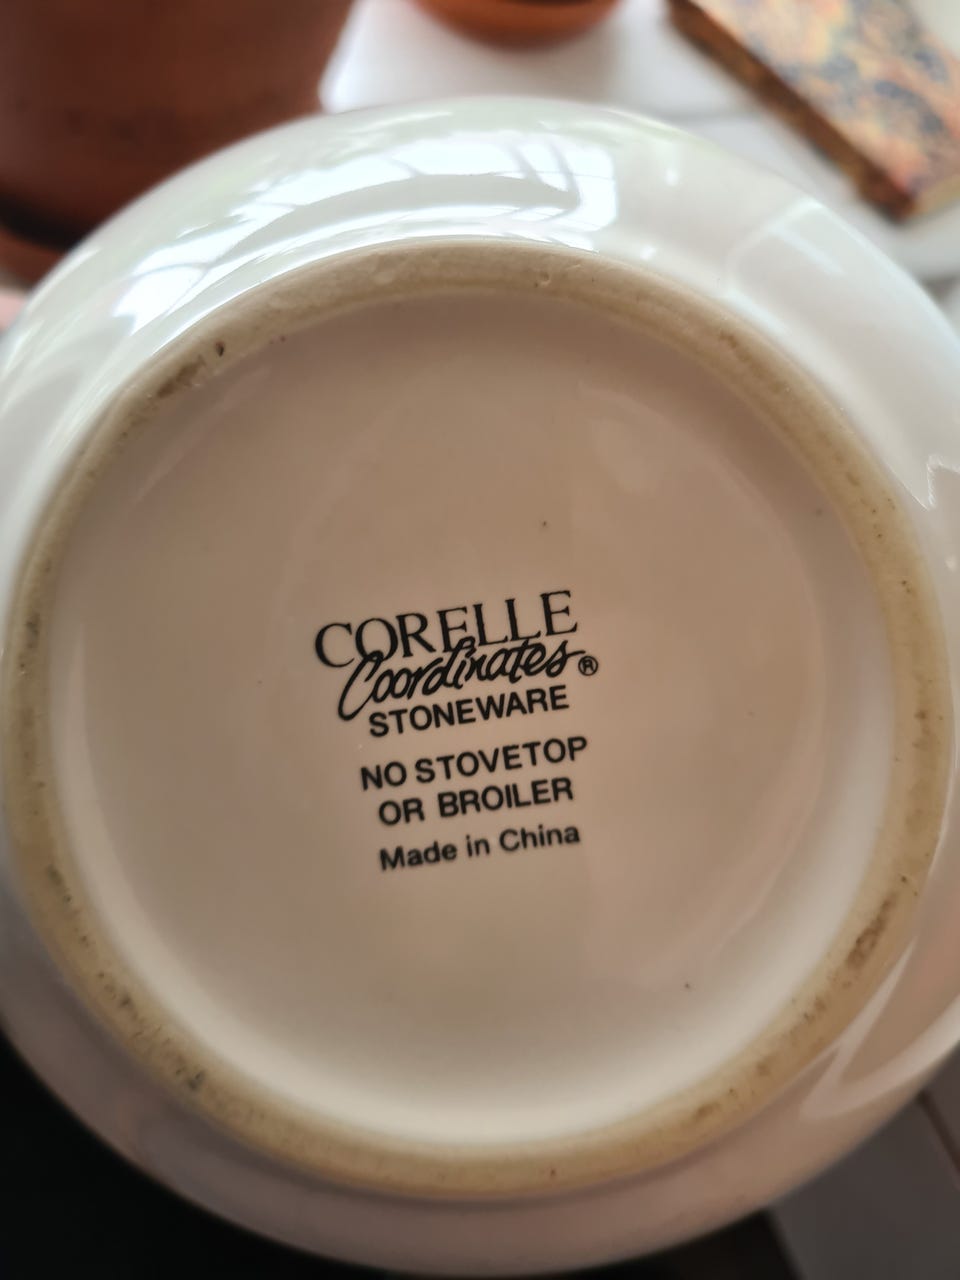 CORELLE
Coordinates®
STONEWARE
NO STOVETOP
OR BROILER
Made in China